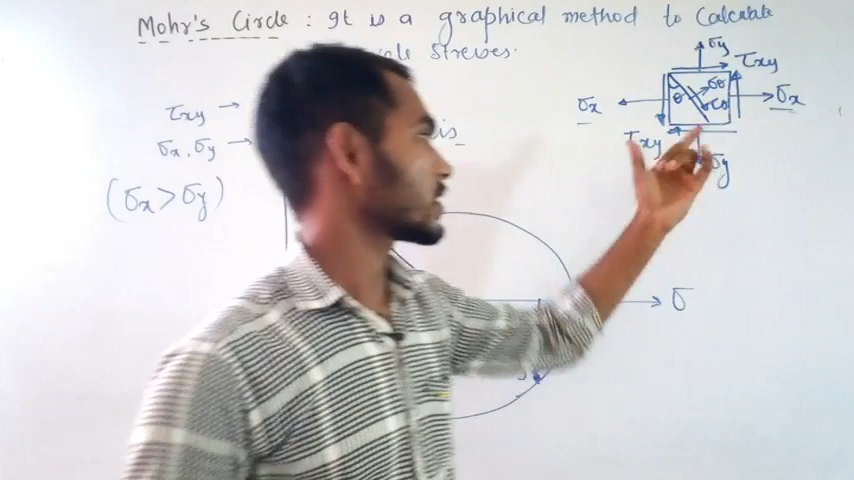 Mohr's Circle : It is a graphical method to Calculate
stresses.
τxy →
σx, σy →
(σx > σy)
is
σy
τxy
σx
σx
θ
σθ
τθ
τxy
σy
σ